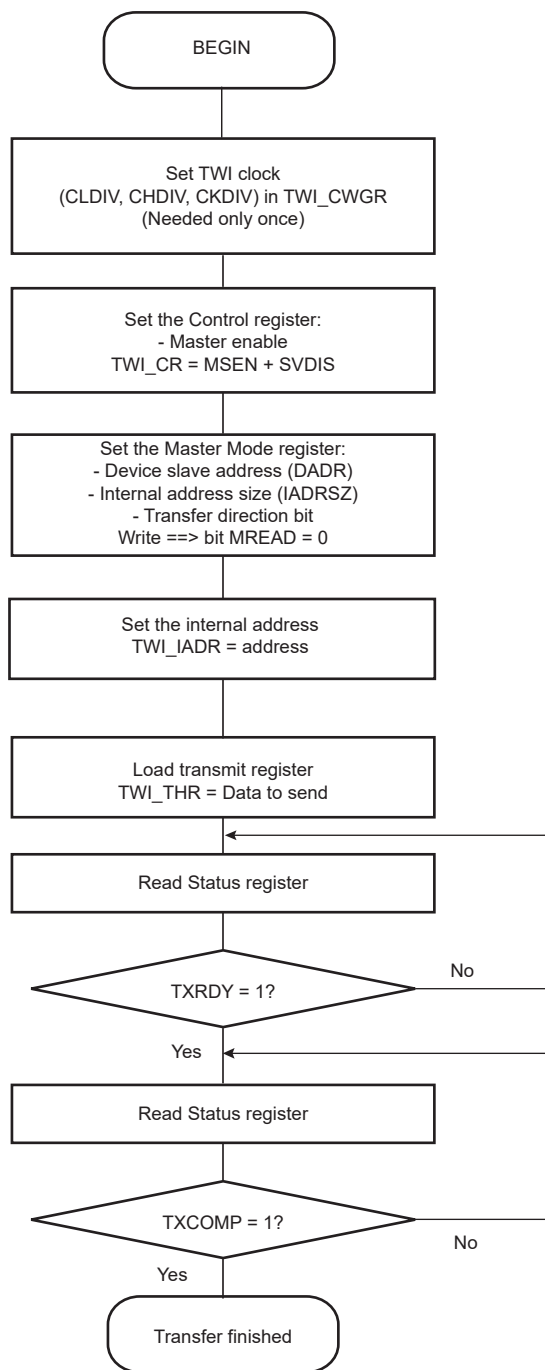 BEGIN
Set TWI clock
(CLDIV, CHDIV, CKDIV) in TWI_CWGR
(Needed only once)
Set the Control register:
- Master enable
TWI_CR = MSEN + SVDIS
Set the Master Mode register:
- Device slave address (DADR)
- Internal address size (IADRSZ)
- Transfer direction bit
Write ==> bit MREAD = 0
Set the internal address
TWI_IADR = address
Load transmit register
TWI_THR = Data to send
Read Status register
No
TXRDY = 1?
Yes
Read Status register
TXCOMP = 1?
No
Yes
Transfer finished